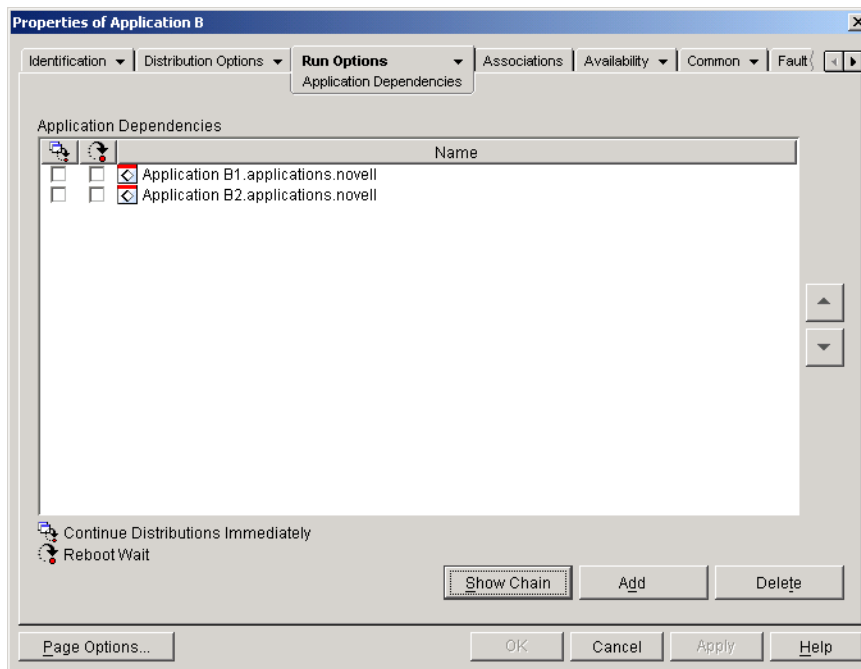 Properties of Application B
Identification Distribution Options Run Options Associations Availability Common Fault
Application Dependencies
Application Dependencies
Name
Application B1.applications.novell
Application B2.applications.novell
Continue Distributions Immediately
Reboot Wait
Show Chain Add Delete
Page Options... OK Cancel Apply Help